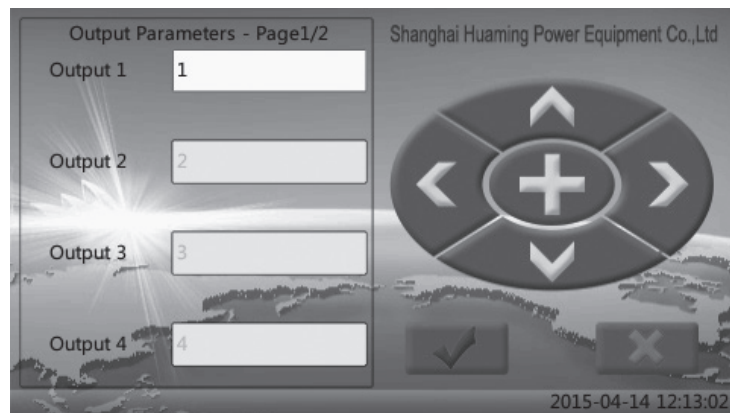 Output Parameters - Page1/2
Shanghai Huaming Power Equipment Co.,Ltd
Output 1
1
Output 2
2
Output 3
3
Output 4
4
2015-04-14 12:13:02